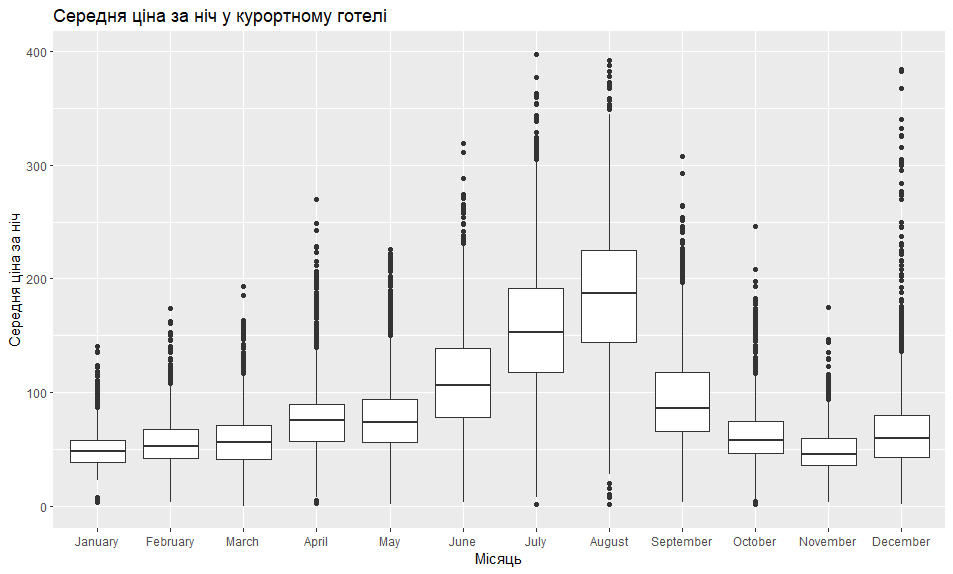 Середня ціна за ніч у курортному готелі
Середня ціна за ніч
400
300
200
100
0
January February March April May June July August September October November December
Місяць